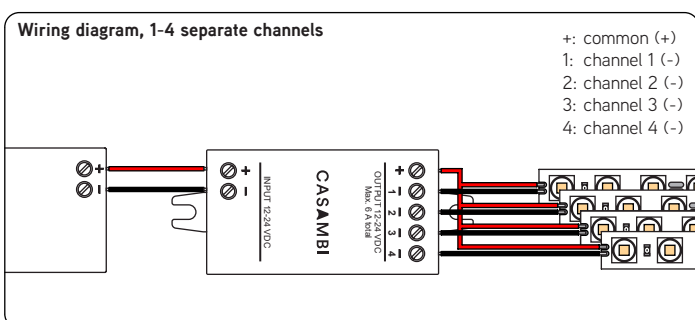 Wiring diagram, 1-4 separate channels
+: common (+)
1: channel 1 (-)
2: channel 2 (-)
3: channel 3 (-)
4: channel 4 (-)
+
-
+
-
INPUT 12-24 VDC
CASAMBI
OUTPUT 12-24 VDC
Max. 6 A total
+
1 -
2 -
3 -
4 -